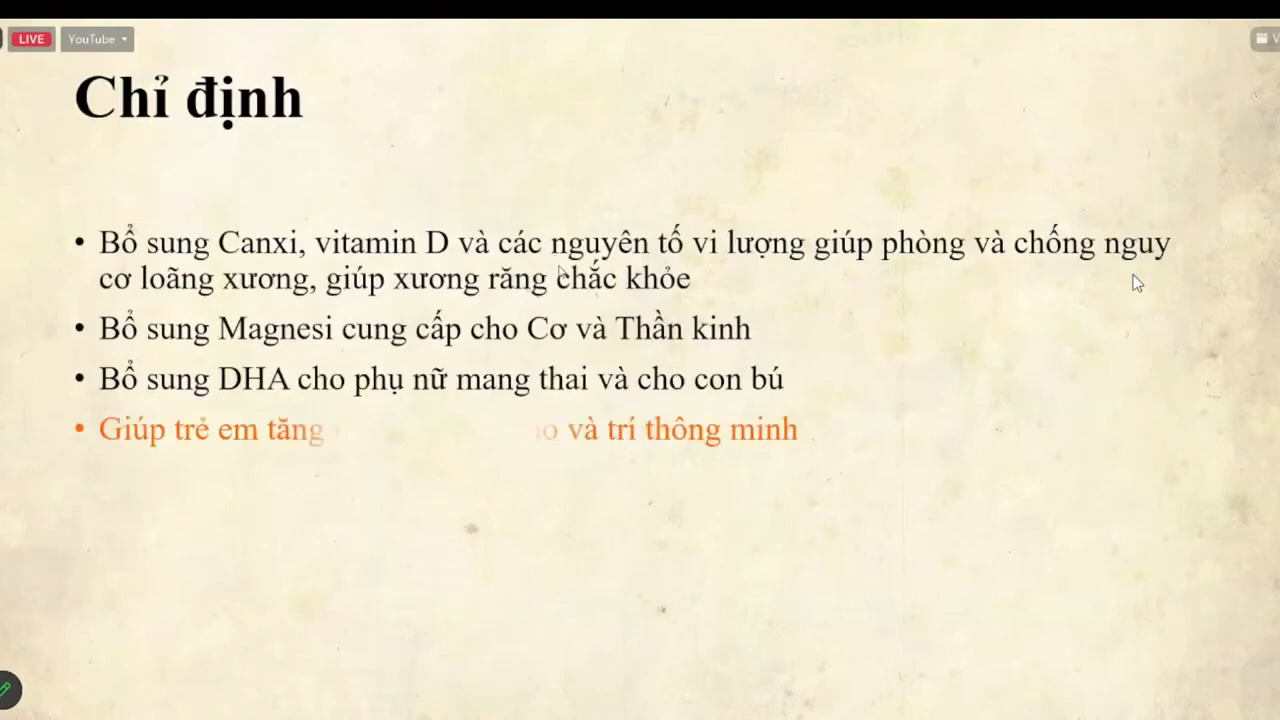 LIVE
YouTube
V
Chỉ định
• Bổ sung Canxi, vitamin D và các nguyên tố vi lượng giúp phòng và chống nguy
cơ loãng xương, giúp xương răng chắc khỏe
• Bổ sung Magnesi cung cấp cho Cơ và Thần kinh
• Bổ sung DHA cho phụ nữ mang thai và cho con bú
• Giúp trẻ em tăng và trí thông minh